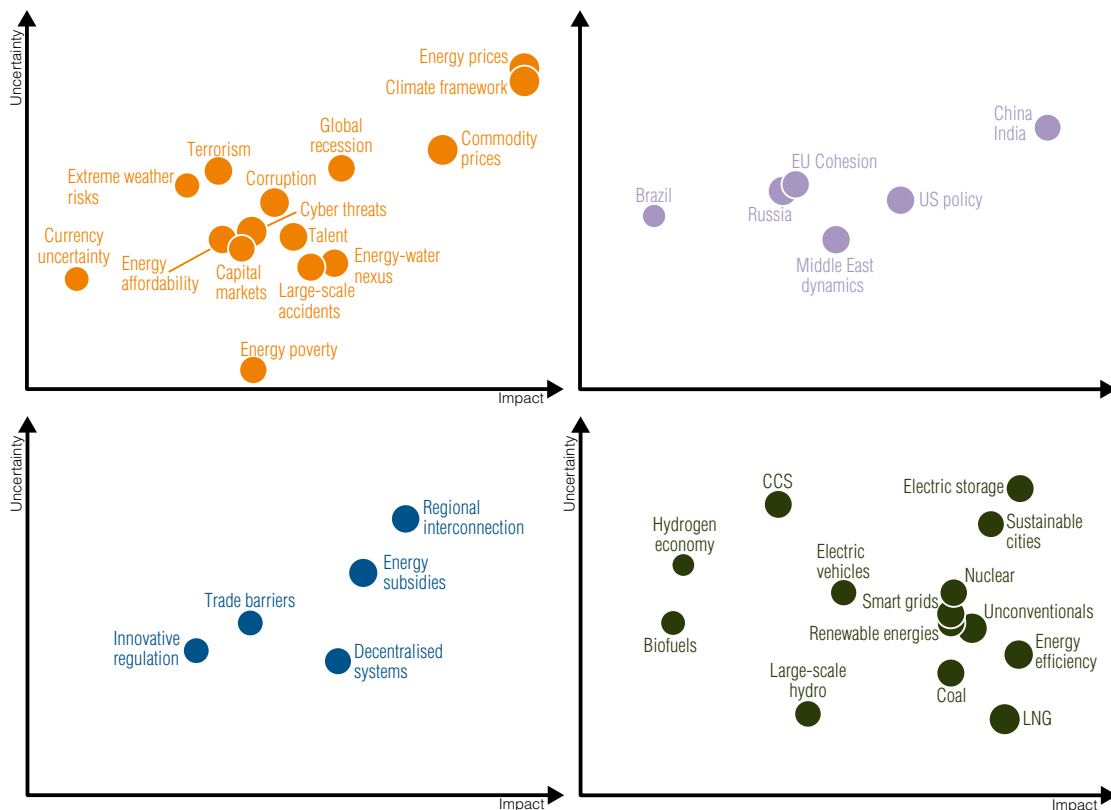 Uncertainty
Energy prices
Climate framework
Commodity
prices
Global
recession
Terrorism
Extreme weather
risks
Corruption
Cyber threats
Talent
Currency
uncertainty
Energy
affordability
Capital
markets
Energy-water
nexus
Large-scale
accidents
Energy poverty
Impact
Uncertainty
China
India
EU Cohesion
Russia
Brazil
US policy
Middle East
dynamics
Impact
Uncertainty
Regional
interconnection
Energy
subsidies
Trade barriers
Innovative
regulation
Decentralised
systems
Impact
Uncertainty
CCS
Electric storage
Sustainable
cities
Hydrogen
economy
Electric
vehicles
Nuclear
Smart grids
Unconventionals
Renewable energies
Biofuels
Energy
efficiency
Large-scale
hydro
Coal
LNG
Impact